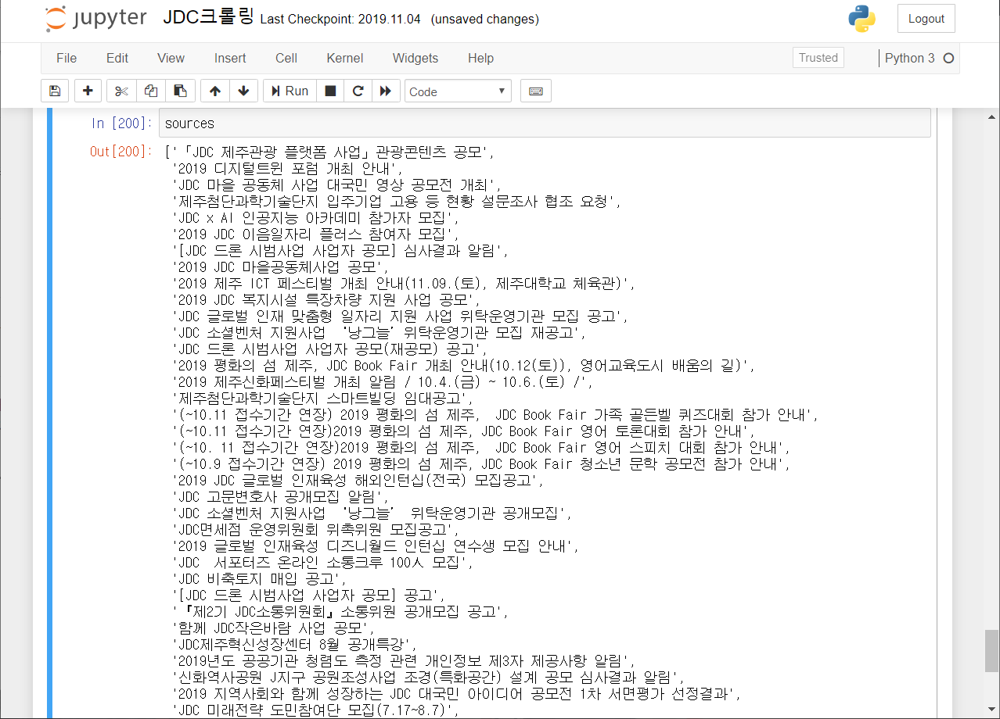 jupyter JDC크롤링 Last Checkpoint: 2019.11.04 (unsaved changes) Logout
File Edit View Insert Cell Kernel Widgets Help Trusted Python 3
Run Code
In [200]: sources
Out[200]: ['「JDC 제주관광 플랫폼 사업」관광콘텐츠 공모',
'2019 디지털트윈 포럼 개최 안내',
'JDC 마을 공동체 사업 대국민 영상 공모전 개최',
'제주첨단과학기술단지 입주기업 고용 등 현황 설문조사 협조 요청',
'JDC x AI 인공지능 아카데미 참가자 모집',
'2019 JDC 이음일자리 플러스 참여자 모집',
'[JDC 드론 시범사업 사업자 공모] 심사결과 알림',
'2019 JDC 마을공동체사업 공모',
'2019 제주 ICT 페스티벌 개최 안내(11.09.(토), 제주대학교 체육관)',
'2019 JDC 복지시설 특장차량 지원 사업 공모',
'JDC 글로벌 인재 맞춤형 일자리 지원 사업 위탁운영기관 모집 공고',
'JDC 소셜벤처 지원사업 ‘낭그늘’위탁운영기관 모집 재공고',
'JDC 드론 시범사업 사업자 공모(재공모) 공고',
'2019 평화의 섬 제주, JDC Book Fair 개최 안내(10.12(토)), 영어교육도시 배움의 길)',
'2019 제주신화페스티벌 개최 알림 / 10.4.(금) ~ 10.6.(토) /',
'제주첨단과학기술단지 스마트빌딩 임대공고',
'(~10.11 접수기간 연장) 2019 평화의 섬 제주,  JDC Book Fair 가족 골든벨 퀴즈대회 참가 안내',
'(~10.11 접수기간 연장)2019 평화의 섬 제주, JDC Book Fair 영어 토론대회 참가 안내',
'(~10. 11 접수기간 연장)2019 평화의 섬 제주,  JDC Book Fair 영어 스피치 대회 참가 안내',
'(~10.9 접수기간 연장) 2019 평화의 섬 제주, JDC Book Fair 청소년 문학 공모전 참가 안내',
'2019 JDC 글로벌 인재육성 해외인턴십(전국) 모집공고',
'JDC 고문변호사 공개모집 알림',
'JDC 소셜벤처 지원사업 ‘낭그늘’ 위탁운영기관 공개모집',
'JDC면세점 운영위원회 위촉위원 모집공고',
'2019 글로벌 인재육성 디즈니월드 인턴십 연수생 모집 안내',
'JDC  서포터즈 온라인 소통크루 100人 모집',
'JDC 비축토지 매입 공고',
'[JDC 드론 시범사업 사업자 공모] 공고',
'『제2기 JDC소통위원회』소통위원 공개모집 공고',
'함께 JDC작은바람 사업 공모',
'JDC제주혁신성장센터 8월 공개특강',
'2019년도 공공기관 청렴도 측정 관련 개인정보 제3자 제공사항 알림',
'신화역사공원 J지구 공원조성사업 조경(특화공간) 설계 공모 심사결과 알림',
'2019 지역사회와 함께 성장하는 JDC 대국민 아이디어 공모전 1차 서면평가 선정결과',
'JDC 미래전략 도민참여단 모집(7.17~8.7)',